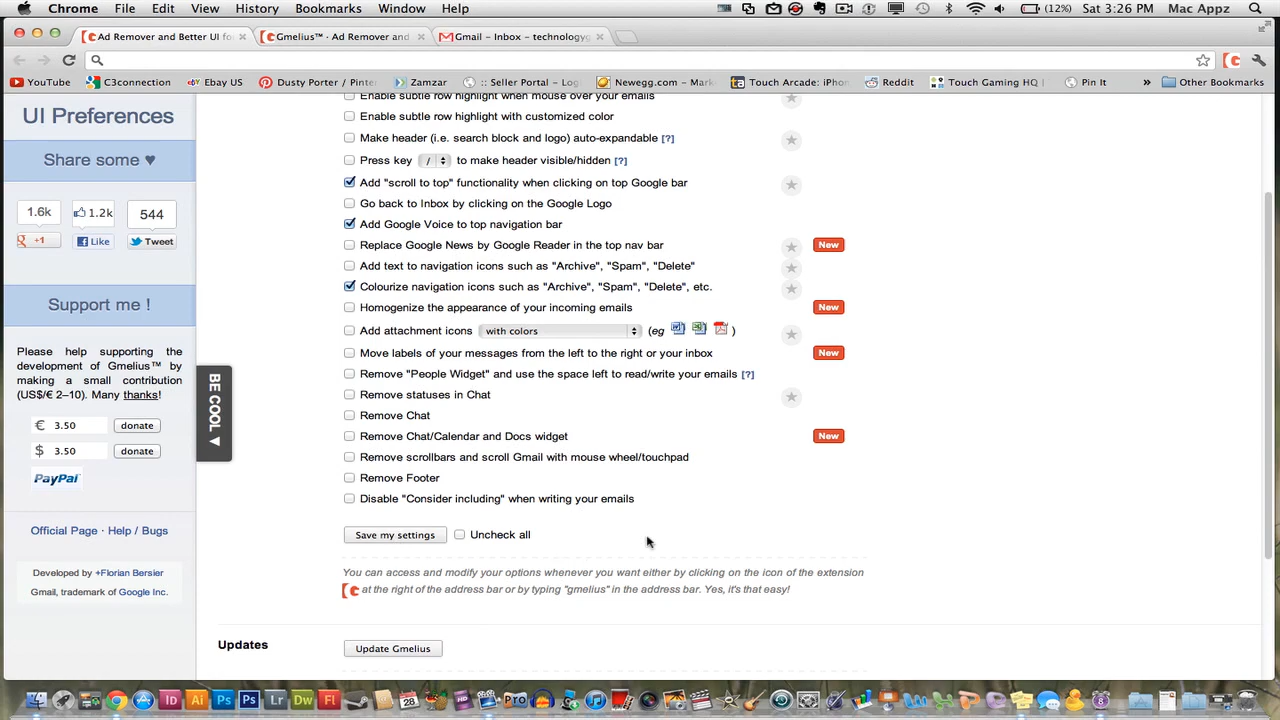 Chrome File Edit View History Bookmarks Window Help (12%) Sat 3:26 PM Mac Appz
Ad Remover and Better UI fo Gmelius™ · Ad Remover and Gmail - Inbox - technologyg
YouTube C3connection Ebay US Dusty Porter / Pinter Zamzar :: Seller Portal - Log Newegg.com - Mark Touch Arcade: iPhon Reddit Touch Gaming HQ | Pin It » Other Bookmarks
UI Preferences
Share some ♥
1.6k 1.2k 544
+1 Like Tweet
Support me !
Please help supporting the
development of Gmelius™ by
making a small contribution
(US$/€ 2–10). Many thanks!
€ 3.50 donate
$ 3.50 donate
PayPal
Official Page · Help / Bugs
Developed by +Florian Bersier
Gmail, trademark of Google Inc.
BE COOL
Enable subtle row highlight when mouse over your emails
Enable subtle row highlight with customized color
Make header (i.e. search block and logo) auto-expandable [?]
Press key / to make header visible/hidden [?]
Add "scroll to top" functionality when clicking on top Google bar
Go back to Inbox by clicking on the Google Logo
Add Google Voice to top navigation bar
Replace Google News by Google Reader in the top nav bar New
Add text to navigation icons such as "Archive", "Spam", "Delete"
Colourize navigation icons such as "Archive", "Spam", "Delete", etc.
Homogenize the appearance of your incoming emails New
Add attachment icons with colors (eg )
Move labels of your messages from the left to the right or your inbox New
Remove "People Widget" and use the space left to read/write your emails [?]
Remove statuses in Chat
Remove Chat
Remove Chat/Calendar and Docs widget New
Remove scrollbars and scroll Gmail with mouse wheel/touchpad
Remove Footer
Disable "Consider including" when writing your emails
Save my settings Uncheck all
You can access and modify your options whenever you want either by clicking on the icon of the extension
at the right of the address bar or by typing "gmelius" in the address bar. Yes, it's that easy!
Updates Update Gmelius
Id Ai Ps Ps Lr Dw Fl 28 HD PRO